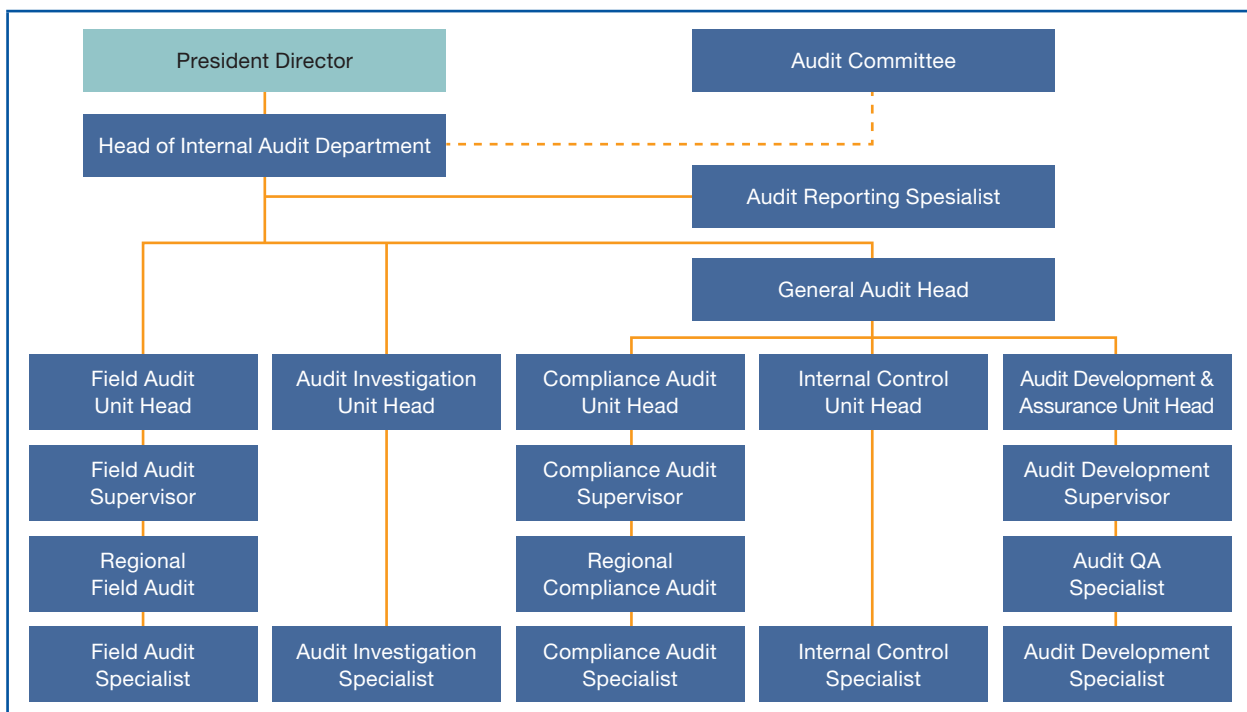 President Director
Audit Committee
Head of Internal Audit Department
Audit Reporting Spesialist
General Audit Head
Field Audit
Unit Head
Audit Investigation
Unit Head
Compliance Audit
Unit Head
Internal Control
Unit Head
Audit Development &
Assurance Unit Head
Field Audit
Supervisor
Compliance Audit
Supervisor
Audit Development
Supervisor
Regional
Field Audit
Regional
Compliance Audit
Audit QA
Specialist
Field Audit
Specialist
Audit Investigation
Specialist
Compliance Audit
Specialist
Internal Control
Specialist
Audit Development
Specialist